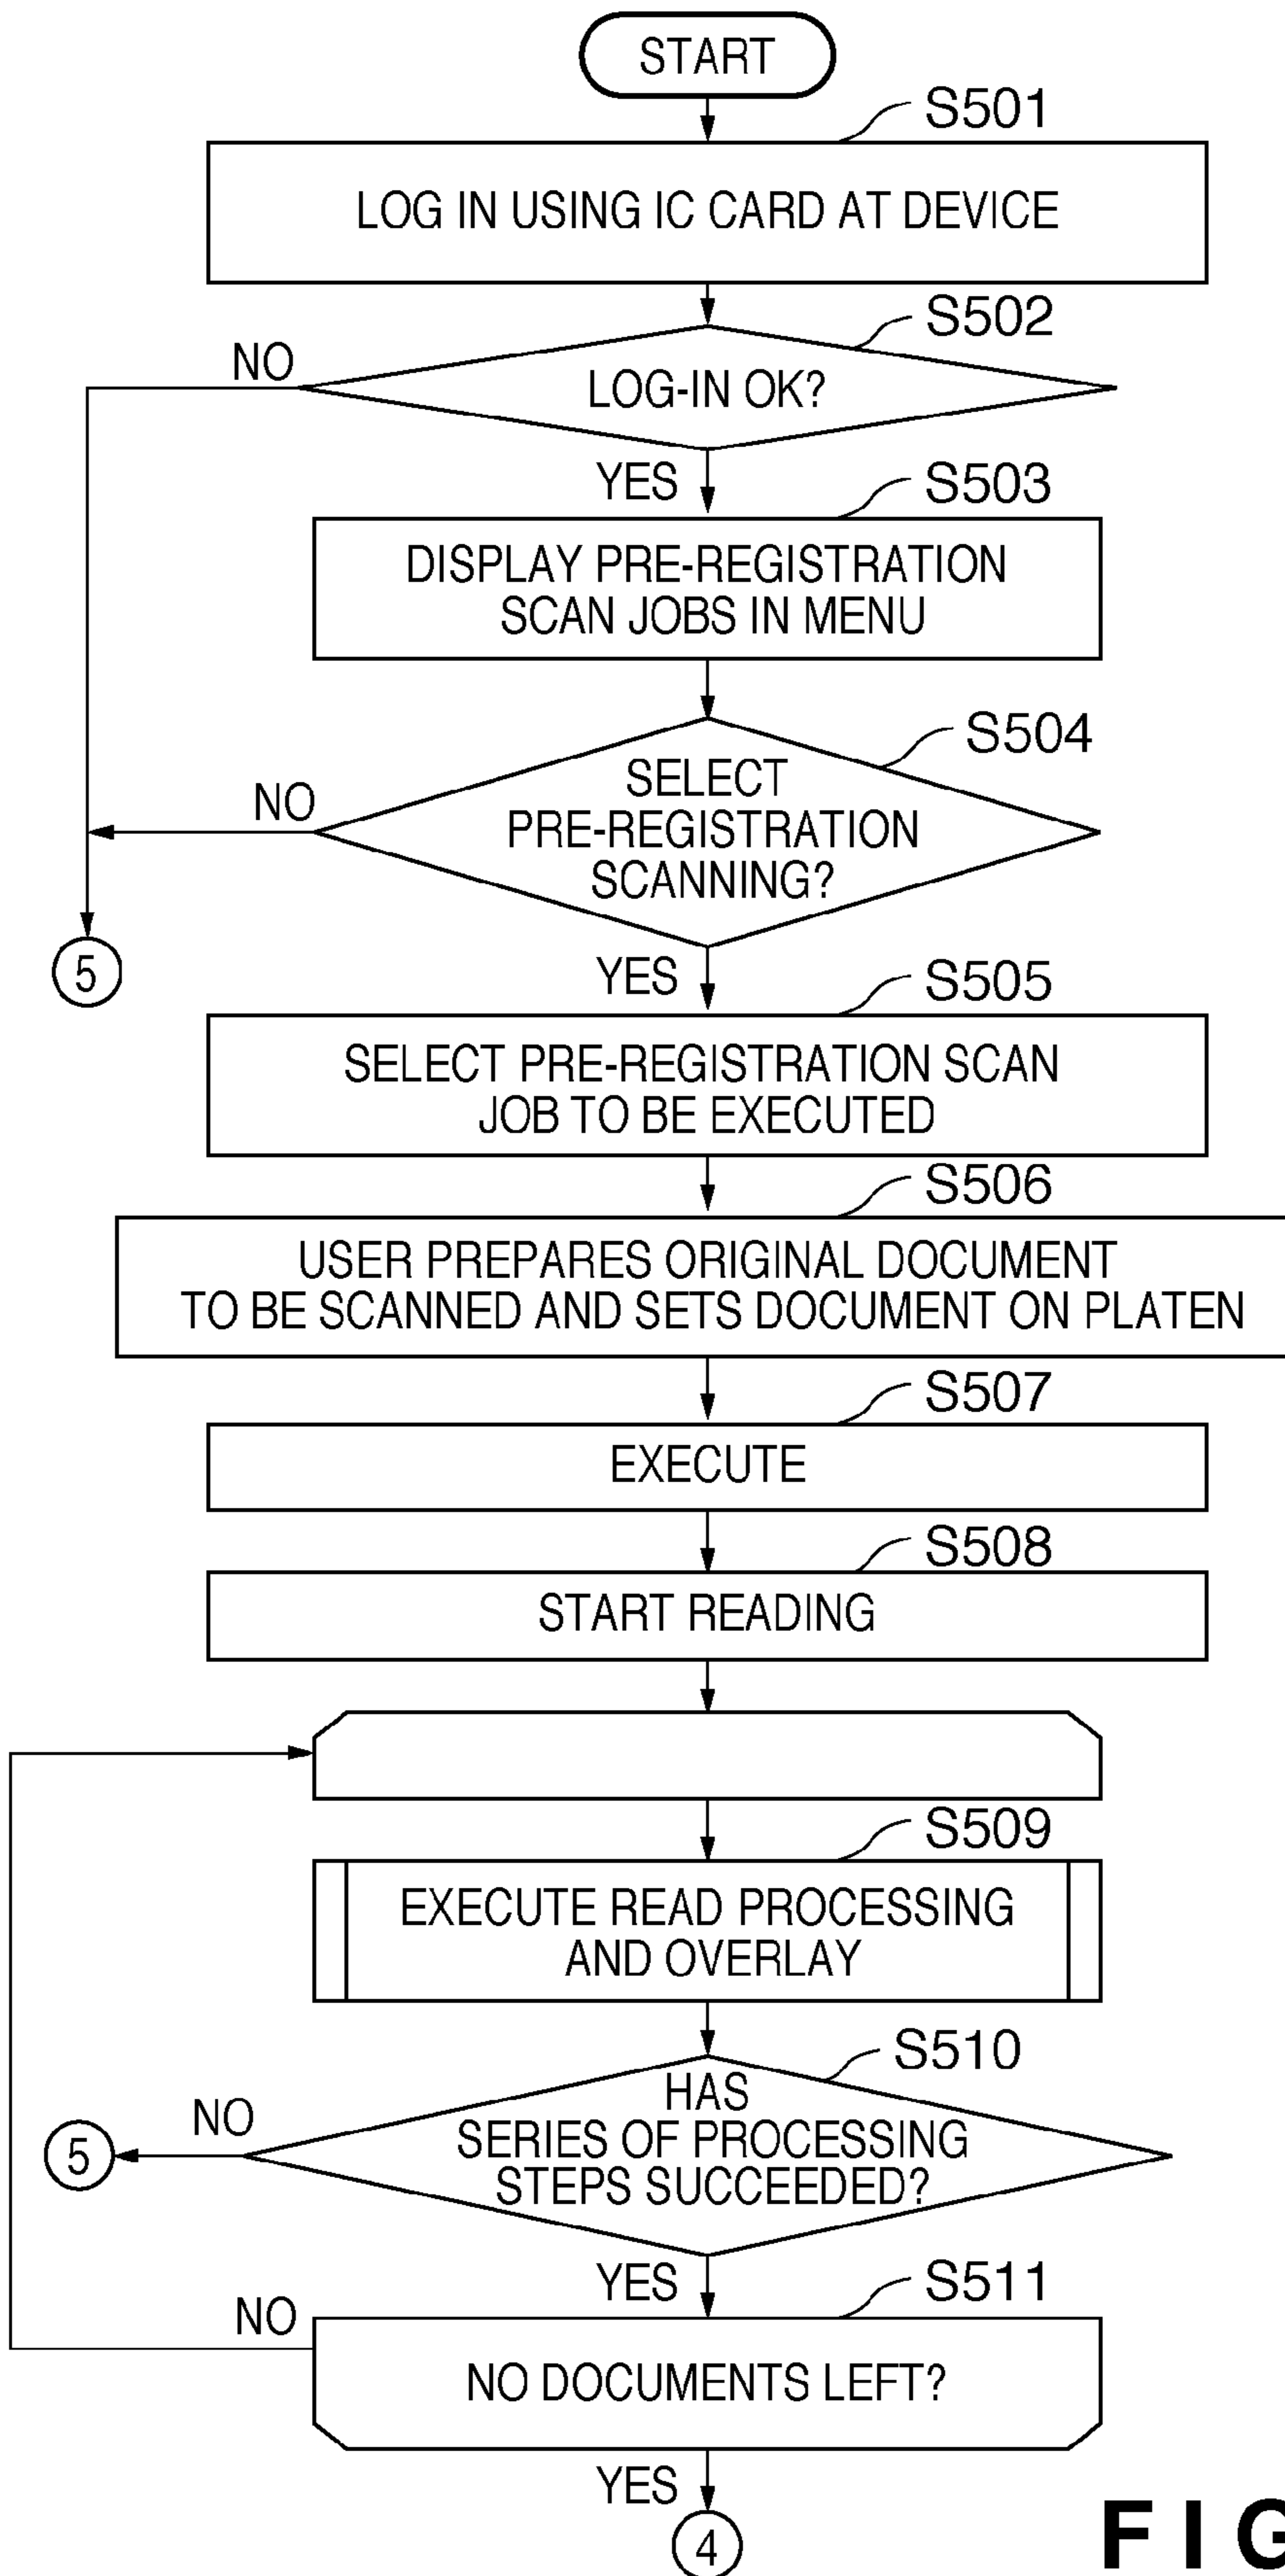 START
S501
LOG IN USING IC CARD AT DEVICE
S502
NO
LOG-IN OK?
YES
S503
DISPLAY PRE-REGISTRATION
SCAN JOBS IN MENU
S504
NO
SELECT
PRE-REGISTRATION
SCANNING?
5
YES
S505
SELECT PRE-REGISTRATION SCAN
JOB TO BE EXECUTED
S506
USER PREPARES ORIGINAL DOCUMENT
TO BE SCANNED AND SETS DOCUMENT ON PLATEN
S507
EXECUTE
S508
START READING
S509
EXECUTE READ PROCESSING
AND OVERLAY
S510
NO
5
HAS
SERIES OF PROCESSING
STEPS SUCCEEDED?
YES
S511
NO
NO DOCUMENTS LEFT?
YES
4
FIG